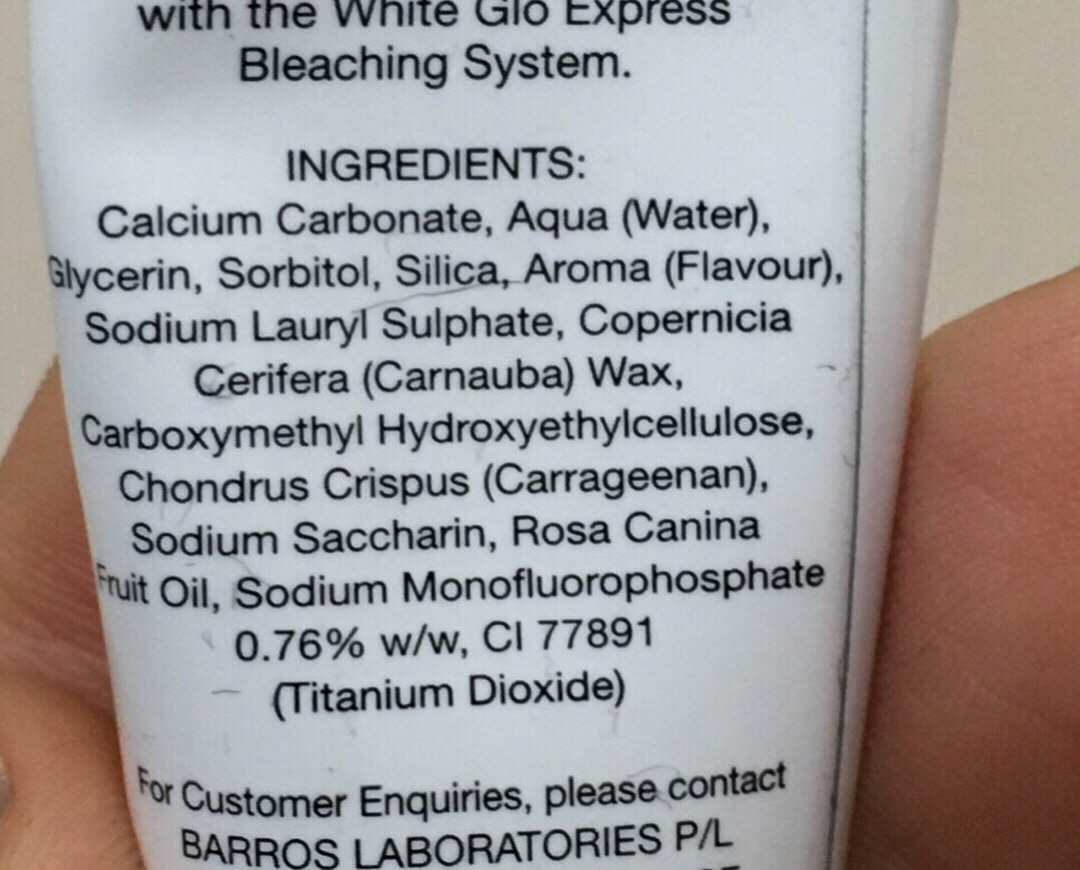 with the White Glo Express
Bleaching System.
INGREDIENTS:
Calcium Carbonate, Aqua (Water),
Glycerin, Sorbitol, Silica, Aroma (Flavour),
Sodium Lauryl Sulphate, Copernicia
Cerifera (Carnauba) Wax,
Carboxymethyl Hydroxyethylcellulose,
Chondrus Crispus (Carrageenan),
Sodium Saccharin, Rosa Canina
Fruit Oil, Sodium Monofluorophosphate
0.76% w/w, CI 77891
(Titanium Dioxide)
For Customer Enquiries, please contact
BARROS LABORATORIES P/L